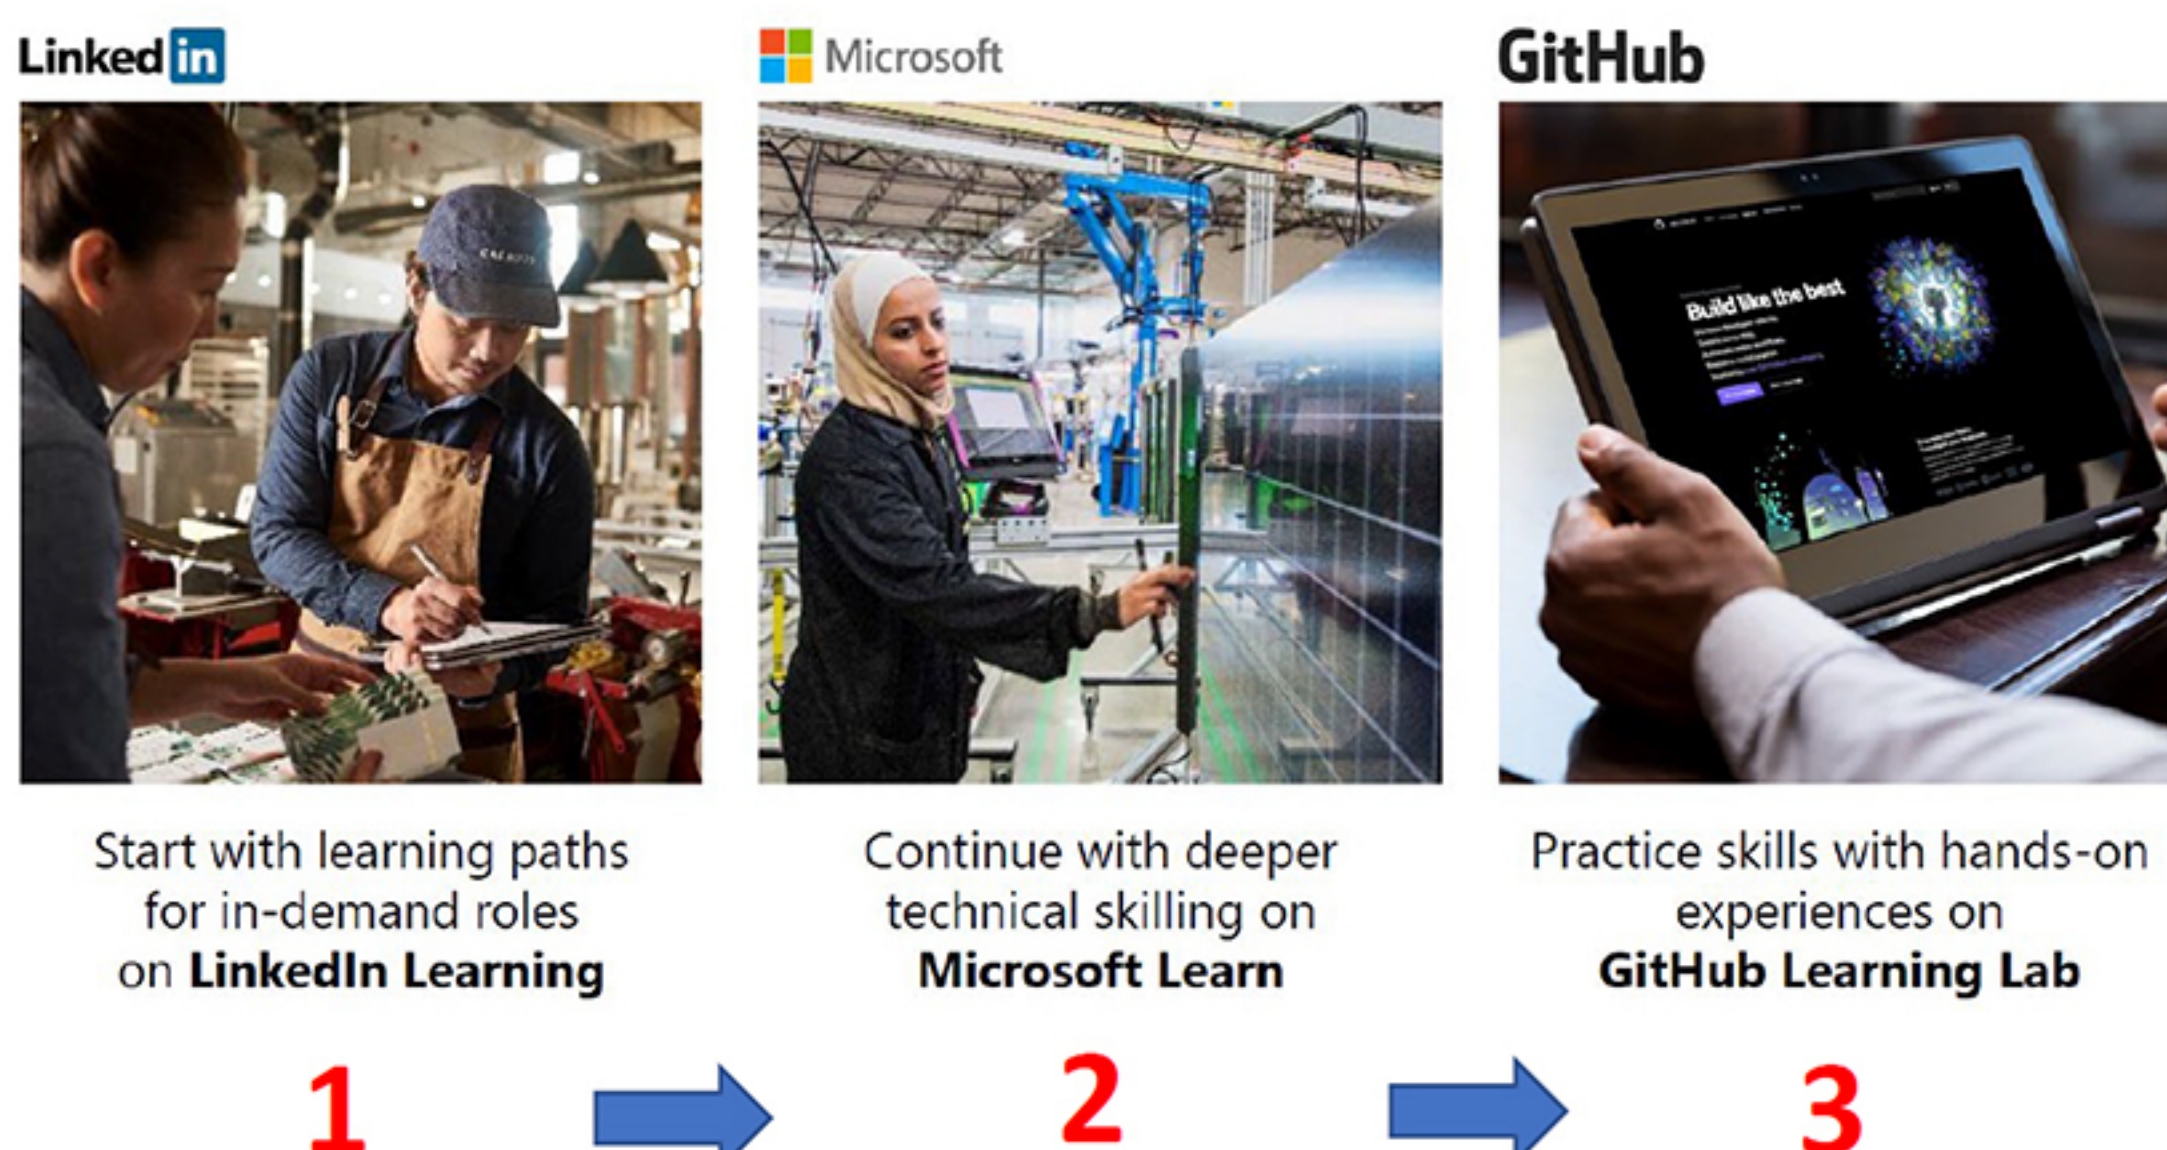 Linked in
Microsoft
GitHub
Build like the best
Start with learning paths
for in-demand roles
on LinkedIn Learning
Continue with deeper
technical skilling on
Microsoft Learn
Practice skills with hands-on
experiences on
GitHub Learning Lab
1
2
3